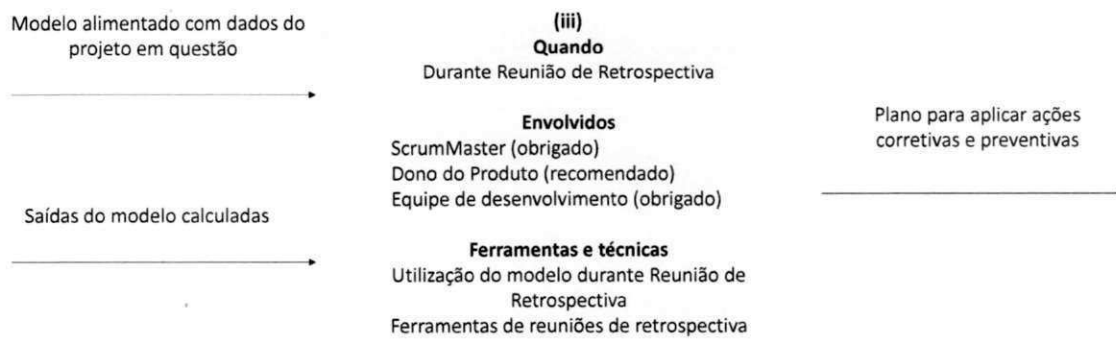 Modelo alimentado com dados do
projeto em questão
Saídas do modelo calculadas
(iii)
Quando
Durante Reunião de Retrospectiva
Envolvidos
ScrumMaster (obrigado)
Dono do Produto (recomendado)
Equipe de desenvolvimento (obrigado)
Ferramentas e técnicas
Utilização do modelo durante Reunião de
Retrospectiva
Ferramentas de reuniões de retrospectiva
Plano para aplicar ações
corretivas e preventivas